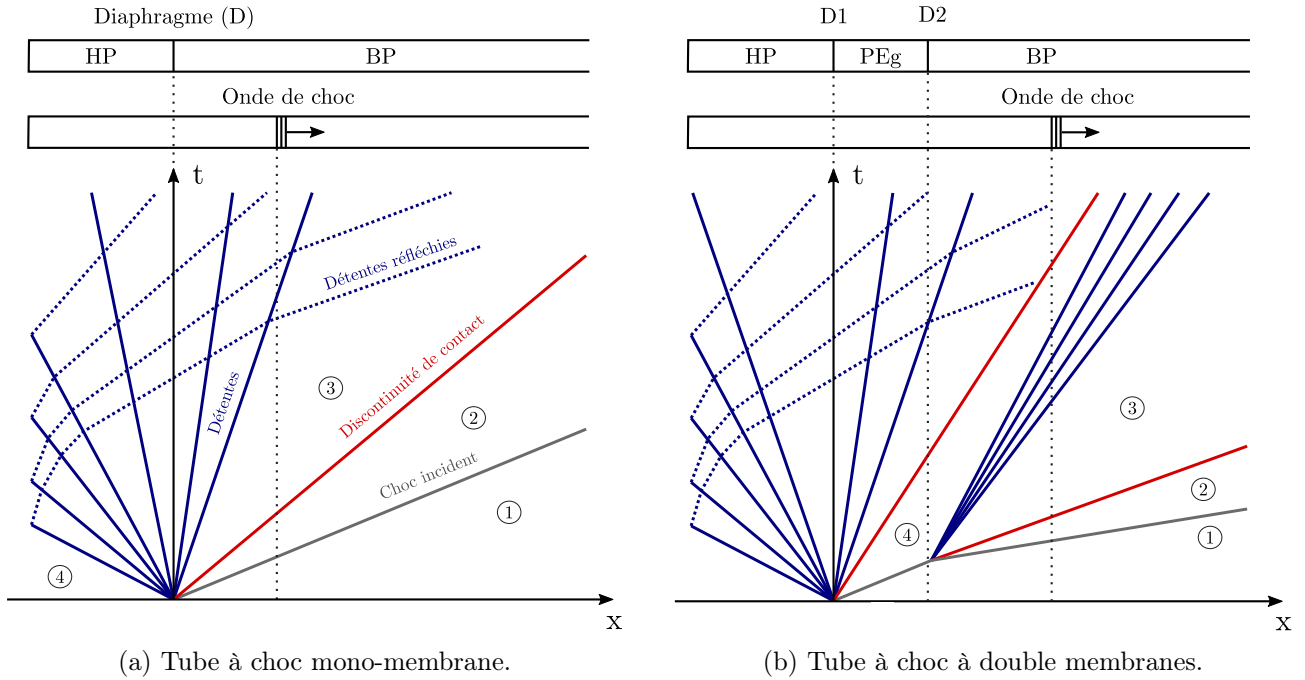 Diaphragme (D)
HP BP
Onde de choc
t
Détentes réfléchies
Discontinuité de contact
Détentes
Choc incident
③
②
①
④
x
(a) Tube à choc mono-membrane.
D1 D2
HP PEg BP
Onde de choc
t
③
②
④
①
x
(b) Tube à choc à double membranes.